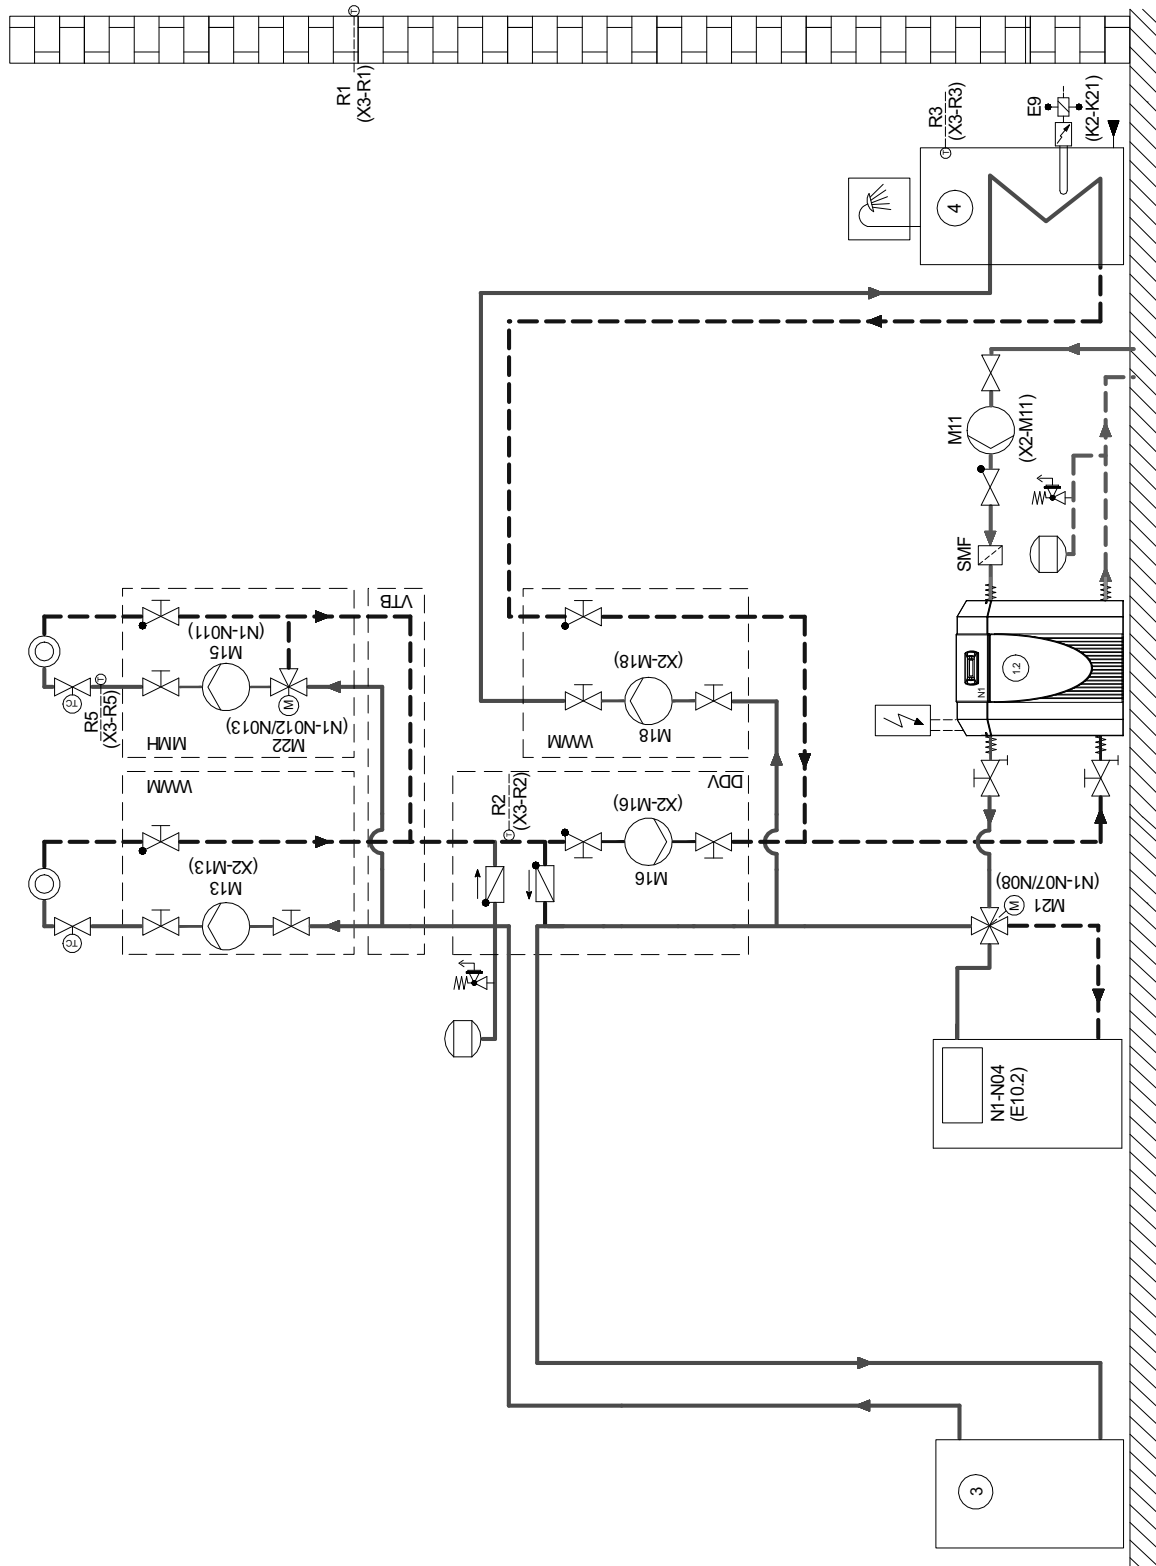 R1
(X3-R1)
R3
(X3-R3)
E9
(K2-K21)
T
T
4
M11
(X2-M11)
SMF
VTB
(N1-N011)
M15
TC
T
R5
(X3-R5)
M
(N1-N012/N013)
M22
MMH
WWM
(X2-M18)
M18
N1
1.2
WWM
(X2-M13)
M13
TC
R2
(X3-R2)
T
DDV
(X2-M16)
M16
(N1-N07/N08)
M21
M
N1-N04
(E10.2)
3